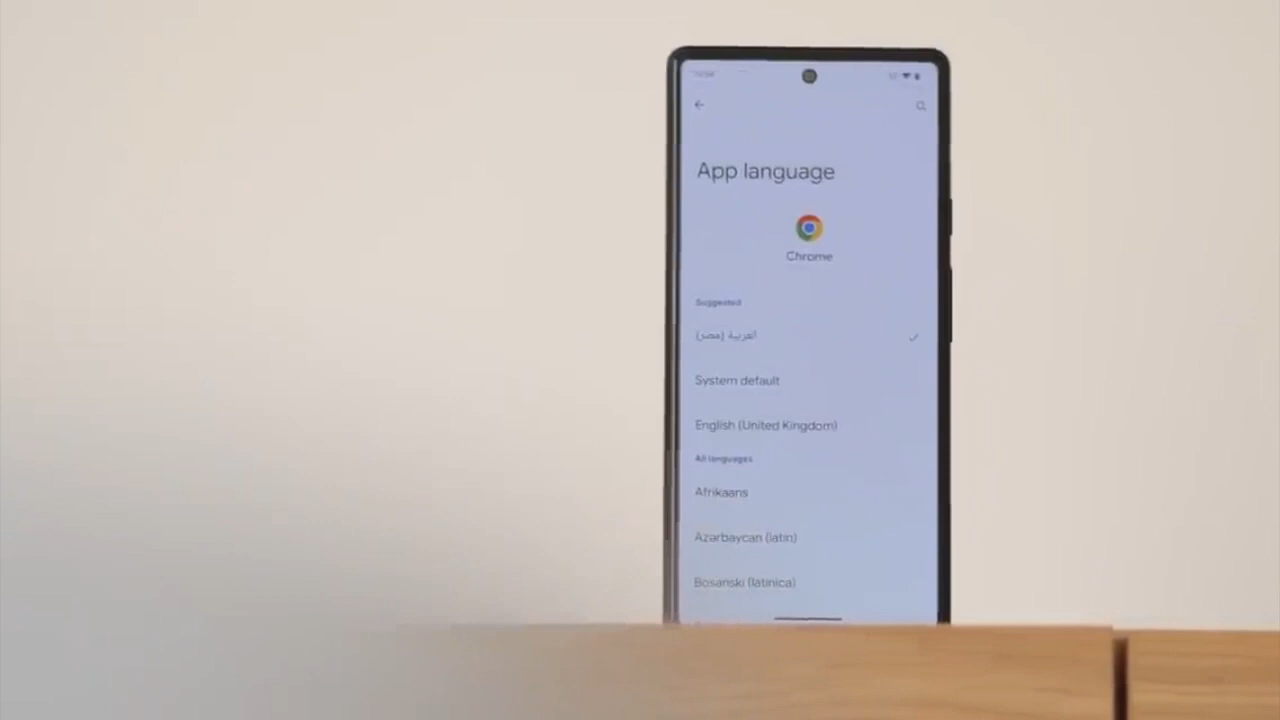 App language
Chrome
Suggested
العربية (مصر)
System default
English (United Kingdom)
All languages
Afrikaans
Azərbaycan (latın)
Bosanski (latinica)